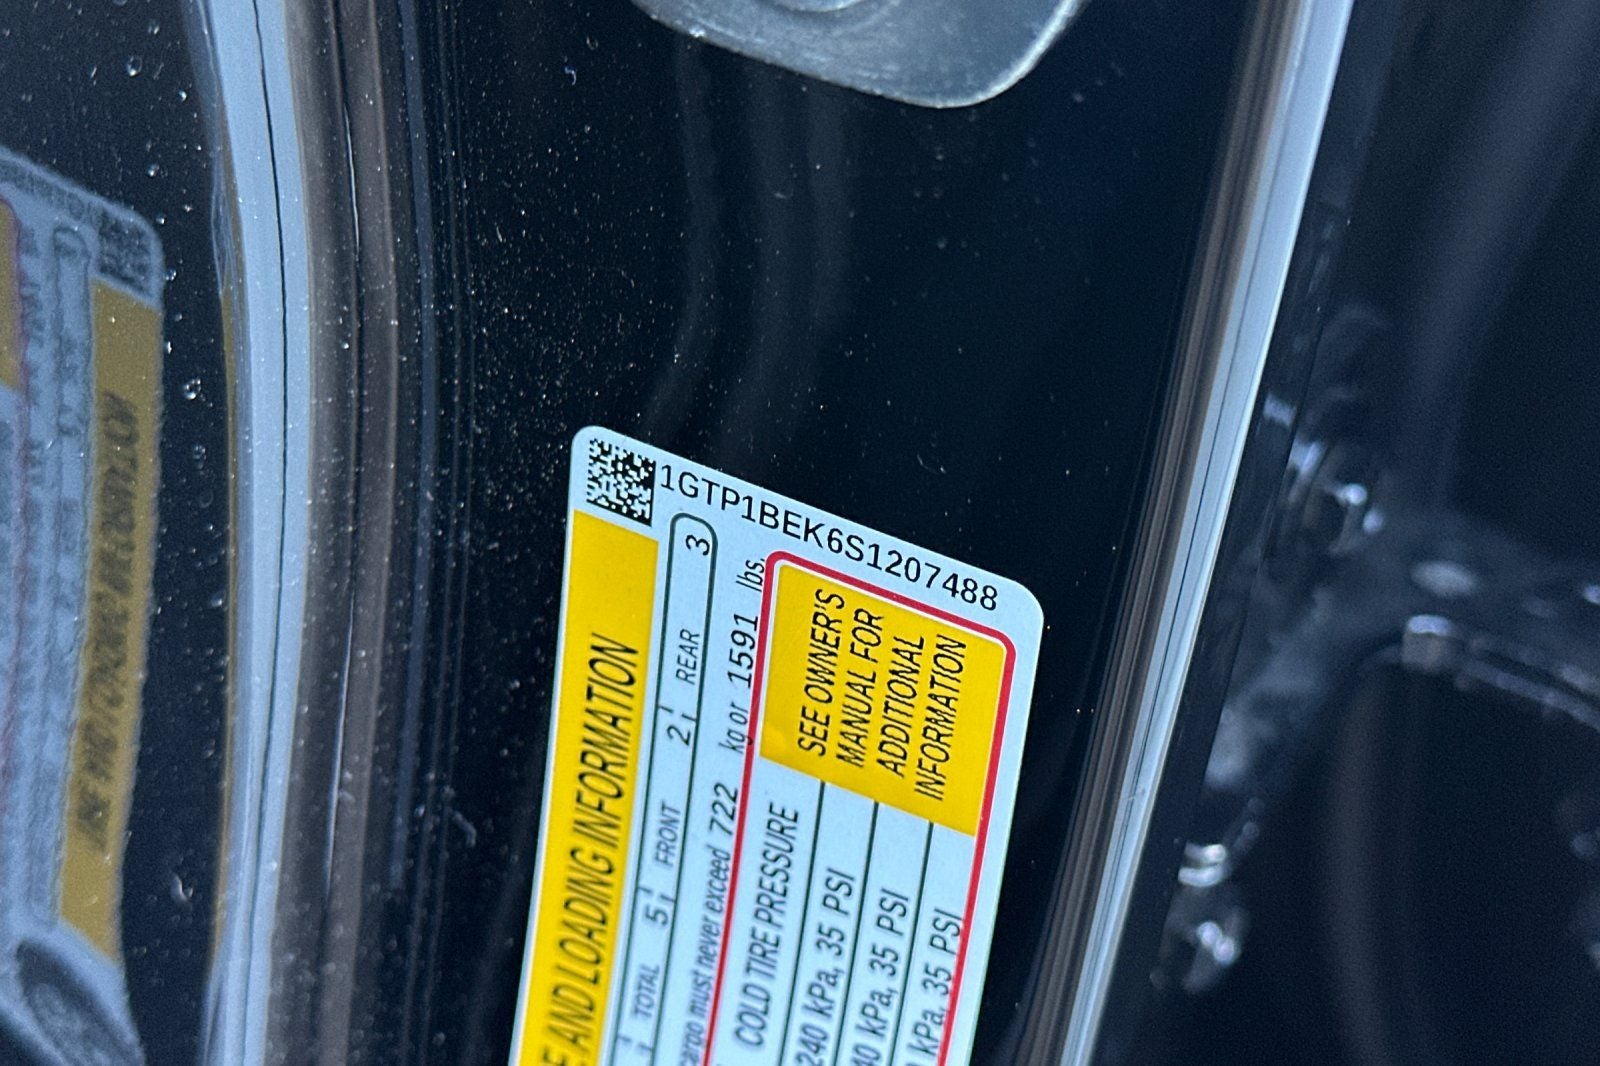 1GTP1BEK6S1207488
E AND LOADING INFORMATION
TOTAL 5 FRONT 2 REAR 3
cargo must never exceed 722 kg or 1591 lbs.
COLD TIRE PRESSURE
240 kPa, 35 PSI
40 kPa, 35 PSI
kPa, 35 PSI
SEE OWNER'S
MANUAL FOR
ADDITIONAL
INFORMATION